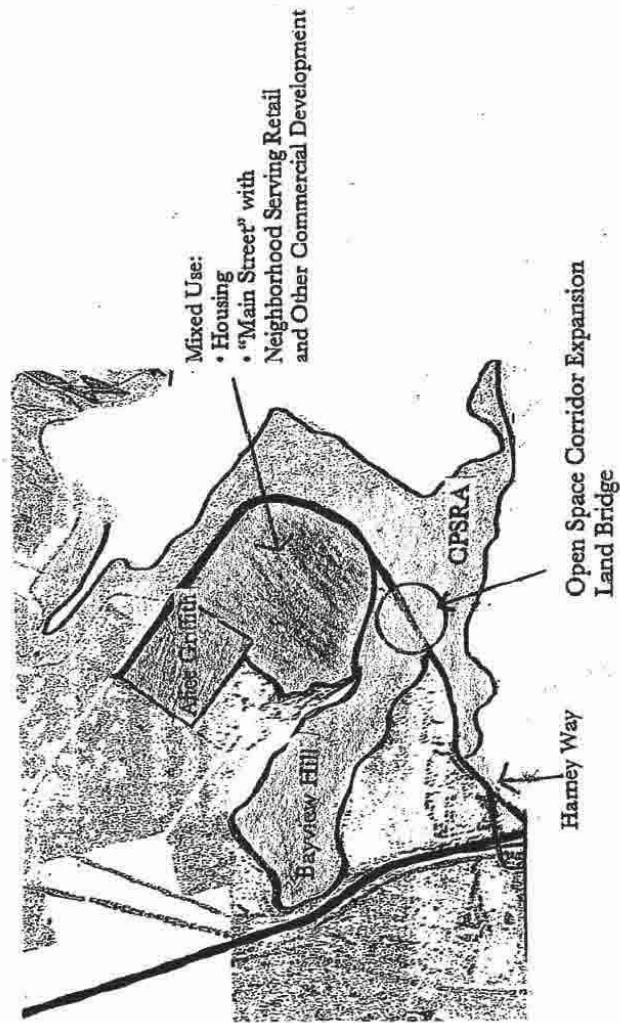 Mixed Use:
• Housing
• "Main Street" with
Neighborhood Serving Retail
and Other Commercial Development
Alice Griffith
Bayview Hill
CPSRA
Open Space Corridor Expansion
Land Bridge
Harney Way